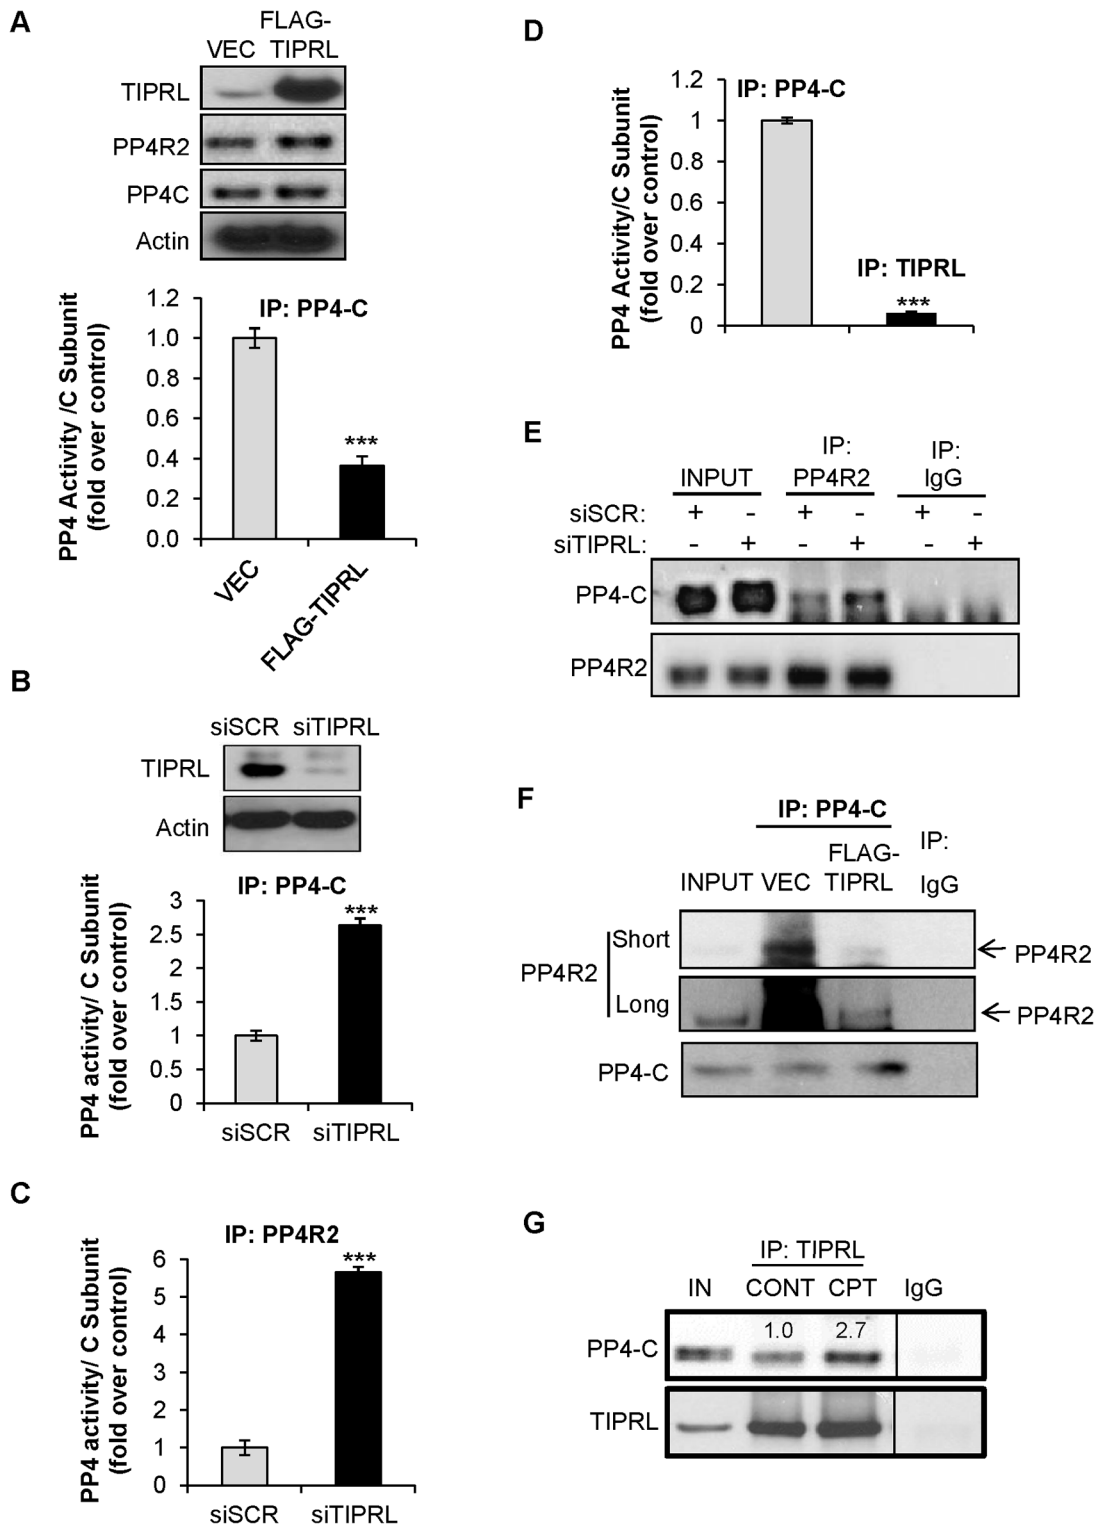 A
FLAG-
VEC TIPRL
TIPRL
PP4R2
PP4C
Actin
PP4 Activity /C Subunit
(fold over control)
IP: PP4-C
1.2
1.0
0.8
0.6
0.4
0.2
0.0
***
VEC
FLAG-TIPRL
B
siSCR siTIPRL
TIPRL
Actin
PP4 activity/ C Subunit
(fold over control)
IP: PP4-C
3
2.5
2
1.5
1
0.5
0
***
siSCR siTIPRL
C
PP4 activity/ C Subunit
(fold over control)
IP: PP4R2
6
5
4
3
2
1
0
***
siSCR siTIPRL
D
PP4 Activity/C Subunit
(fold over control)
1.2
1
0.8
0.6
0.4
0.2
0
IP: PP4-C
IP: TIPRL
***
E
IP: IP:
INPUT PP4R2 IgG
siSCR: + - + - + -
siTIPRL: - + - + - +
PP4-C
PP4R2
F
IP: PP4-C
FLAG- IP:
INPUT VEC TIPRL IgG
PP4R2
Short
PP4R2
Long
PP4R2
PP4-C
G
IP: TIPRL
IN CONT CPT IgG
PP4-C
1.0 2.7
TIPRL